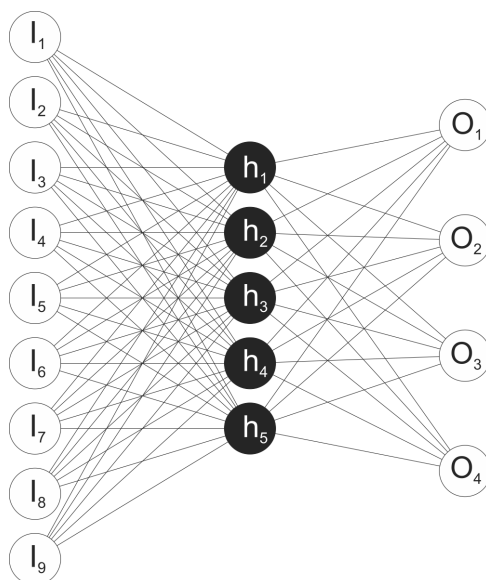 I₁
I₂
I₃
I₄
I₅
I₆
I₇
I₈
I₉
h₁
h₂
h₃
h₄
h₅
O₁
O₂
O₃
O₄